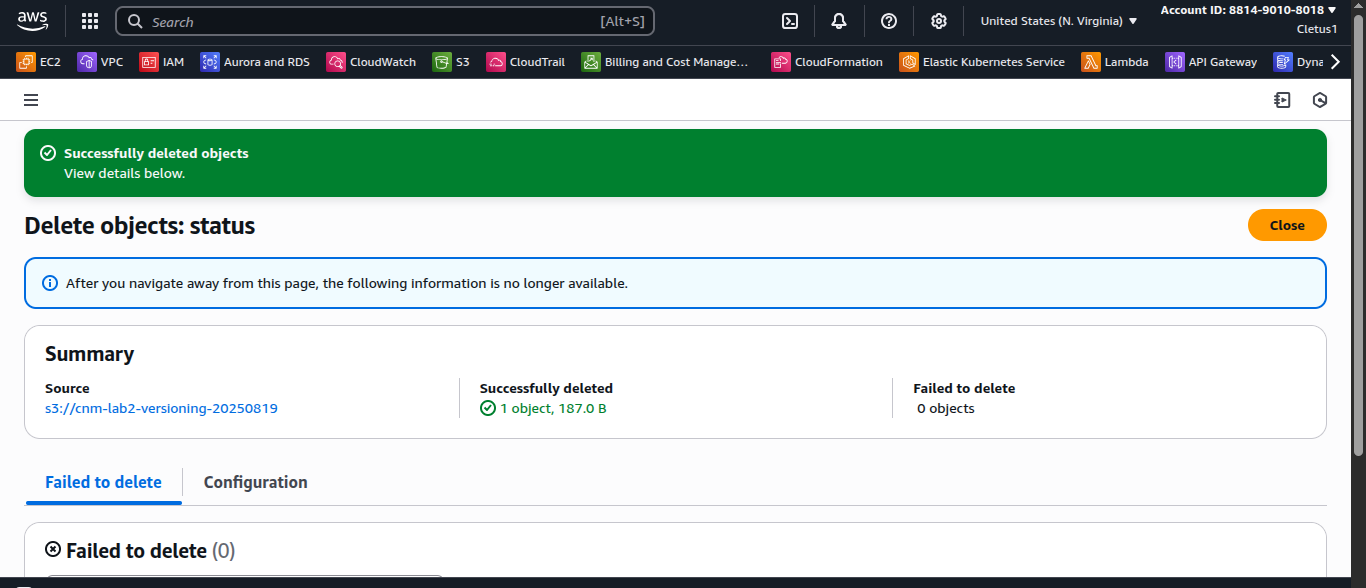 aws
Search [Alt+S]
United States (N. Virginia) ▼
Account ID: 8814-9010-8018 ▼
Cletus1
EC2 VPC IAM Aurora and RDS CloudWatch S3 CloudTrail Billing and Cost Manage... CloudFormation Elastic Kubernetes Service Lambda API Gateway Dyna
Successfully deleted objects
View details below.
Delete objects: status
Close
After you navigate away from this page, the following information is no longer available.
Summary
Source Successfully deleted Failed to delete
s3://cnm-lab2-versioning-20250819 1 object, 187.0 B 0 objects
Failed to delete Configuration
Failed to delete (0)